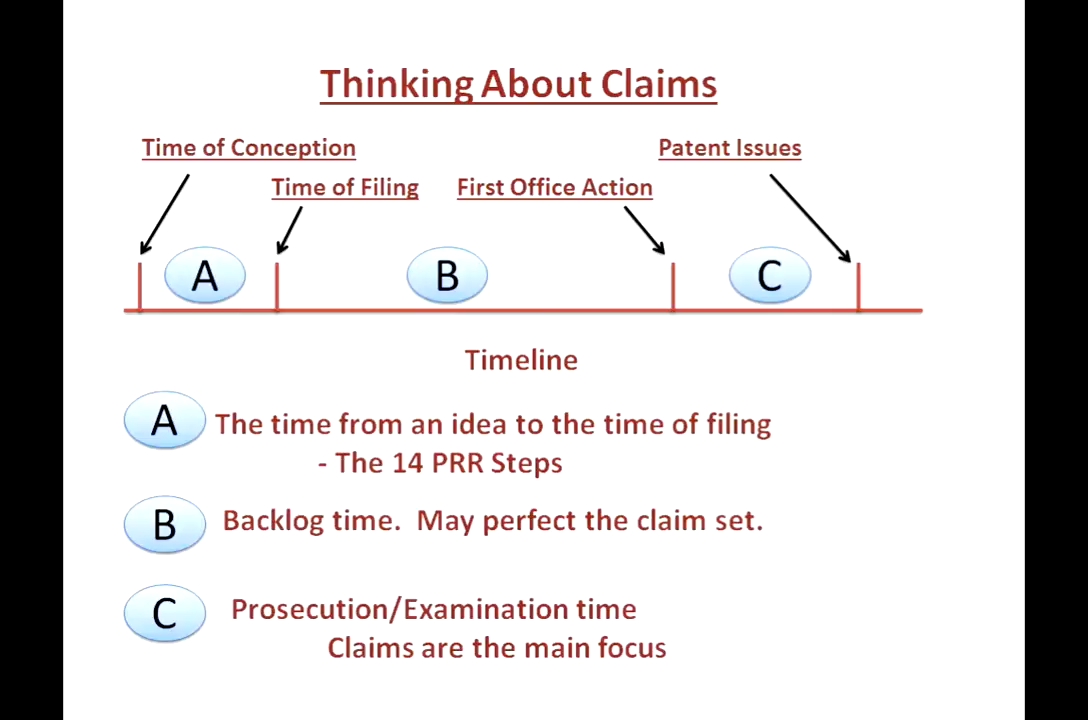 Thinking About Claims
Time of Conception
Patent Issues
Time of Filing
First Office Action
A
B
C
Timeline
A
The time from an idea to the time of filing
- The 14 PRR Steps
B
Backlog time.  May perfect the claim set.
C
Prosecution/Examination time
Claims are the main focus